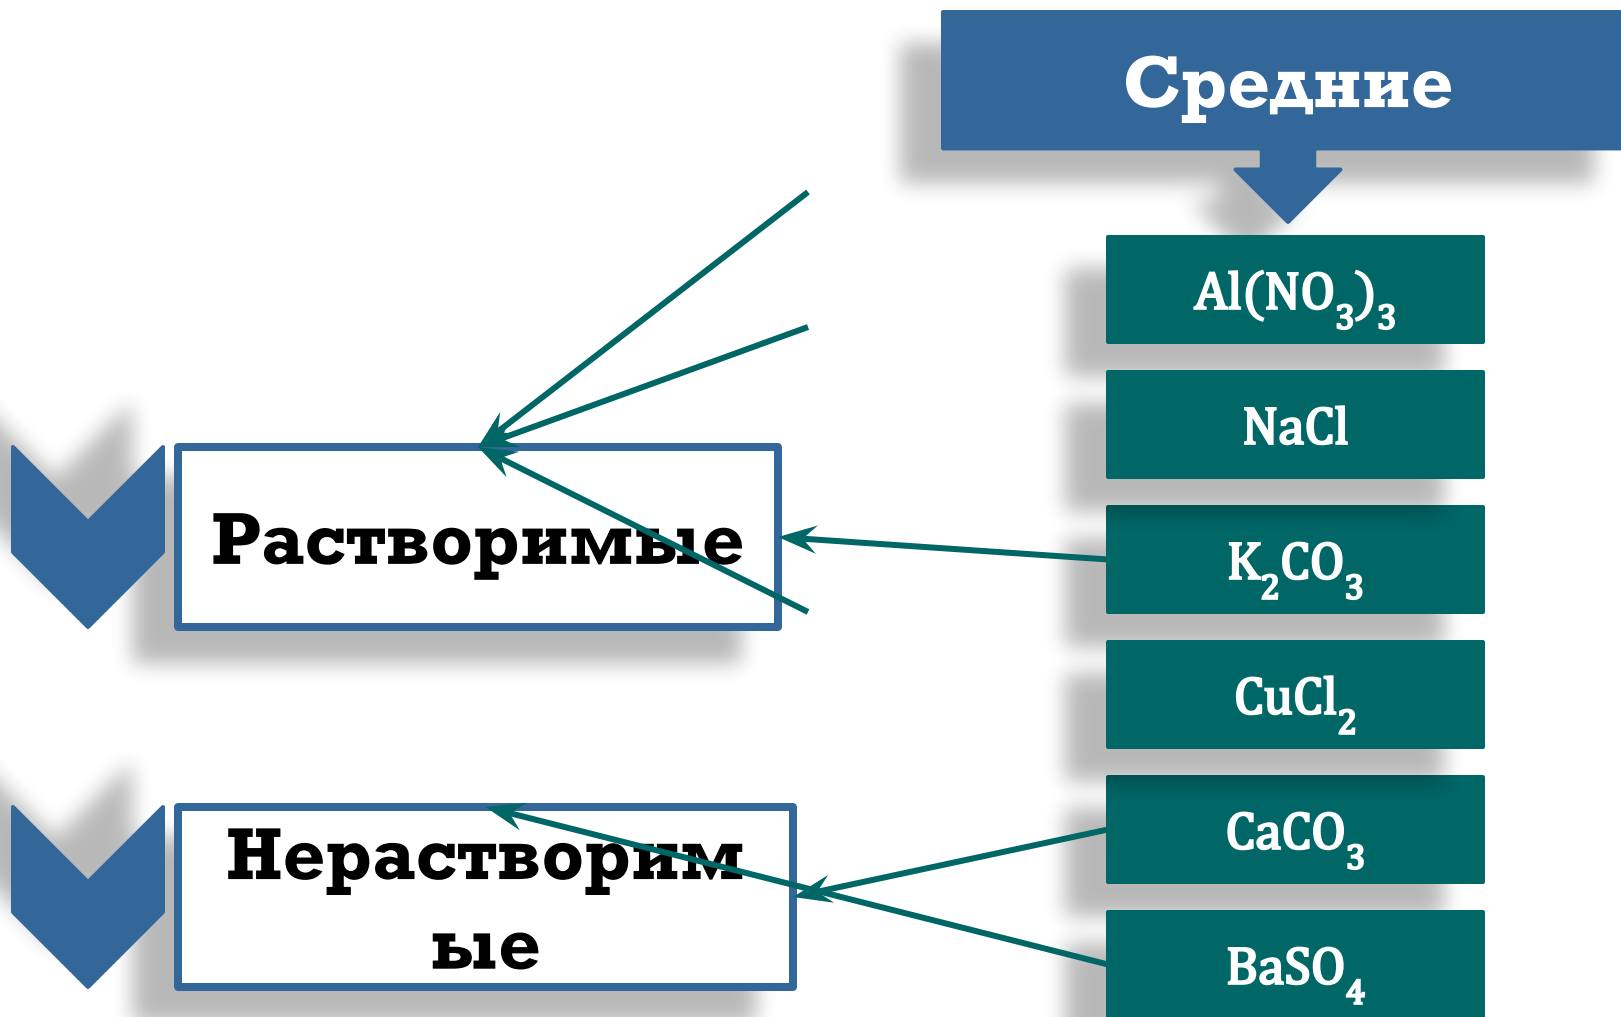 Средние
Al(NO₃)₃
NaCl
Растворимые
K₂CO₃
CuCl₂
Нерастворим
ые
CaCO₃
BaSO₄